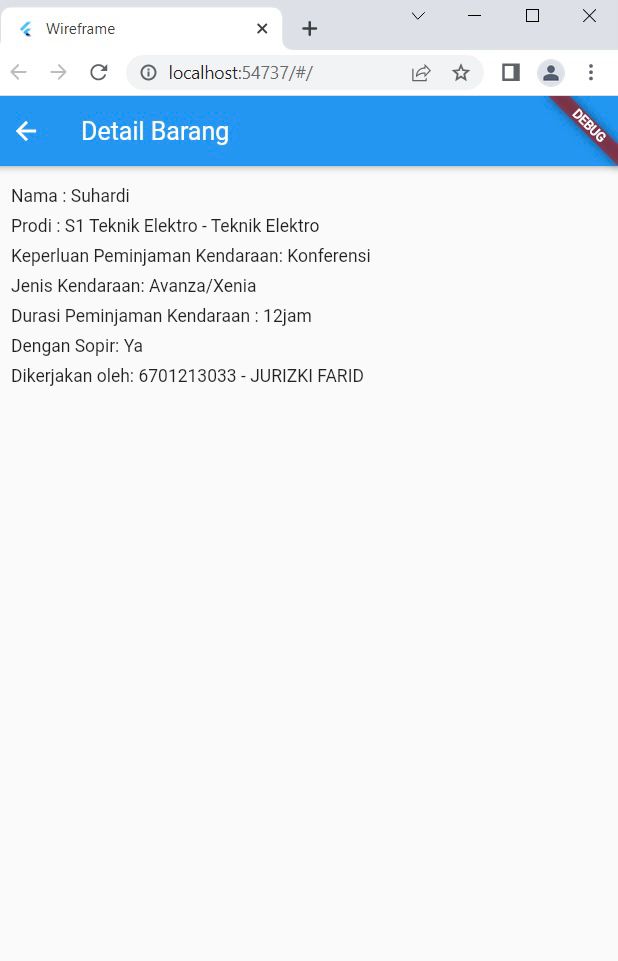 Wireframe
localhost:54737/#/
Detail Barang
DEBUG
Nama : Suhardi
Prodi : S1 Teknik Elektro - Teknik Elektro
Keperluan Peminjaman Kendaraan: Konferensi
Jenis Kendaraan: Avanza/Xenia
Durasi Peminjaman Kendaraan : 12jam
Dengan Sopir: Ya
Dikerjakan oleh: 6701213033 - JURIZKI FARID